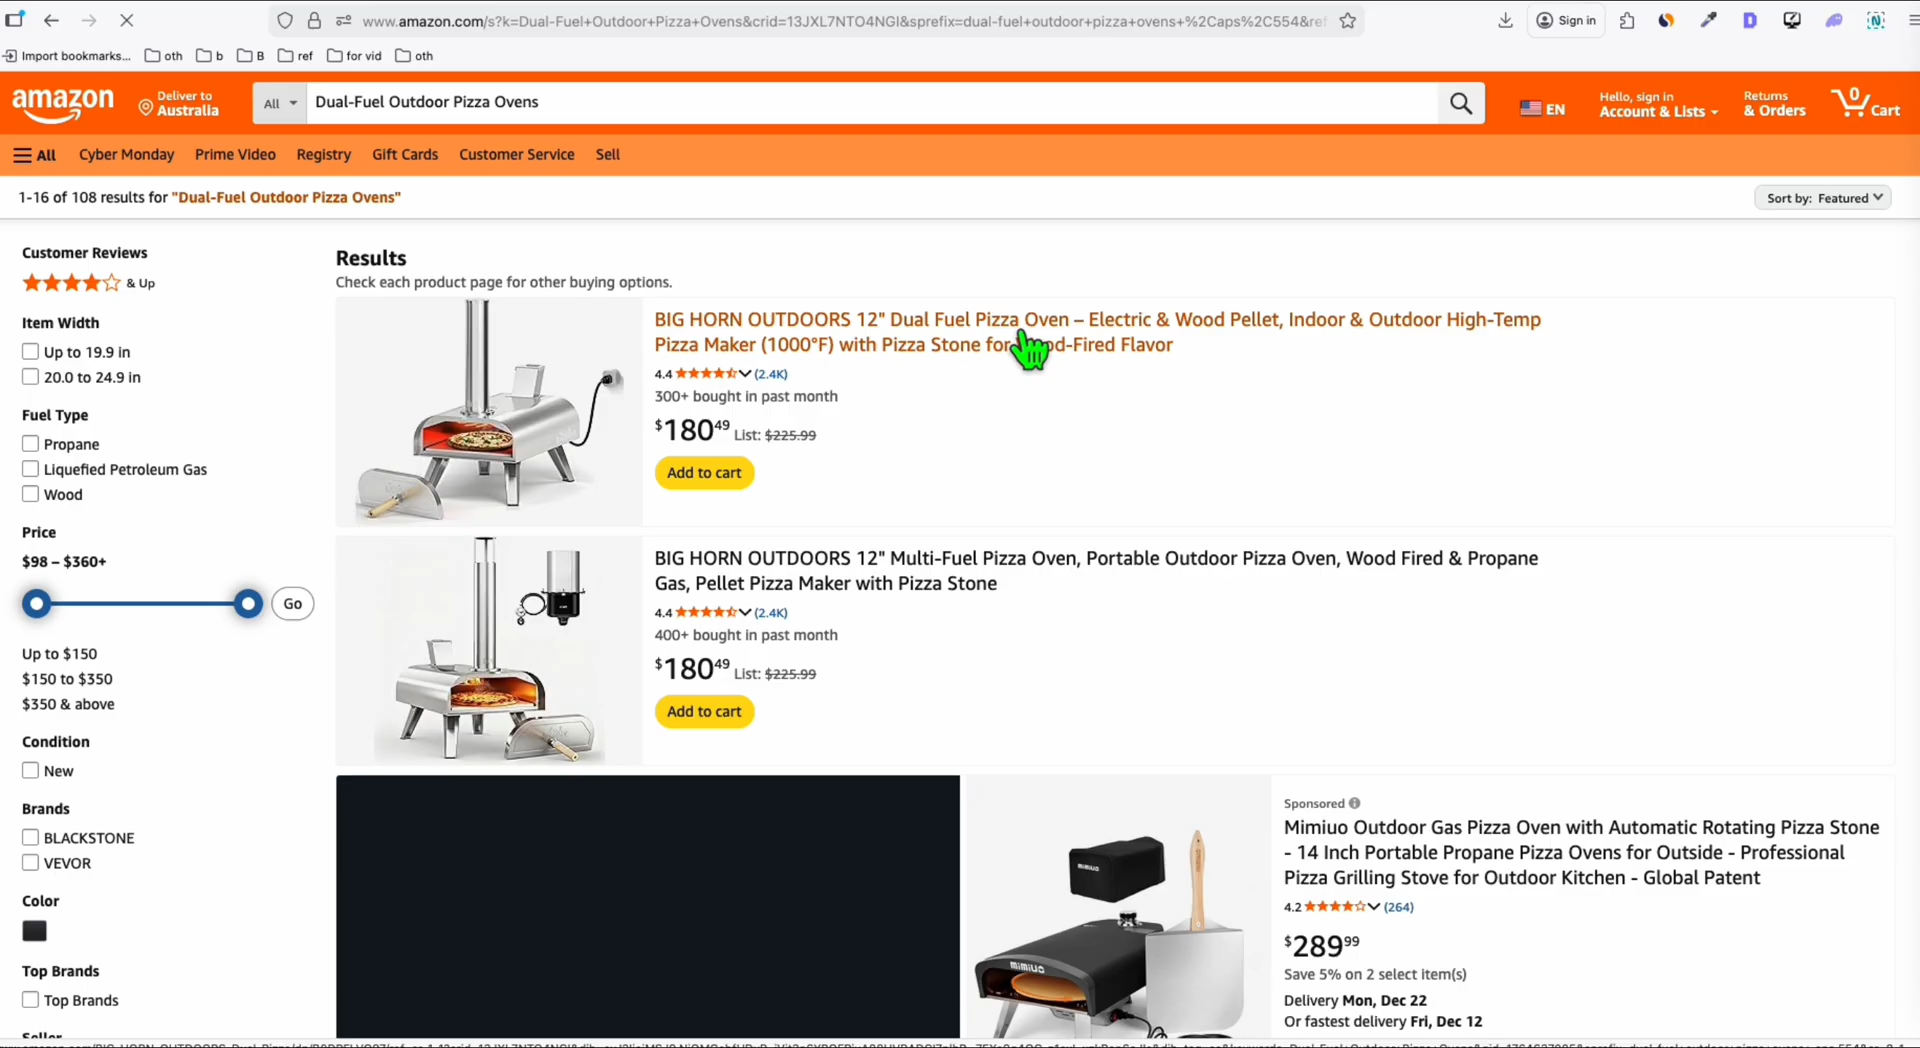 www.amazon.com/s?k=Dual-Fuel+Outdoor+Pizza+Ovens&crid=13JXL7NTO4NGI&sprefix=dual-fuel+outdoor+pizza+ovens+%2Caps%2C554&ref
Sign in
Import bookmarks...
oth
b
B
ref
for vid
oth
amazon
Deliver to
Australia
All
Dual-Fuel Outdoor Pizza Ovens
EN
Hello, sign in
Account & Lists
Returns
& Orders
0
Cart
All
Cyber Monday
Prime Video
Registry
Gift Cards
Customer Service
Sell
1-16 of 108 results for "Dual-Fuel Outdoor Pizza Ovens"
Sort by: Featured
Customer Reviews
& Up
Item Width
Up to 19.9 in
20.0 to 24.9 in
Fuel Type
Propane
Liquefied Petroleum Gas
Wood
Price
$98 – $360+
Go
Up to $150
$150 to $350
$350 & above
Condition
New
Brands
BLACKSTONE
VEVOR
Color
Top Brands
Top Brands
Results
Check each product page for other buying options.
BIG HORN OUTDOORS 12" Dual Fuel Pizza Oven – Electric & Wood Pellet, Indoor & Outdoor High-Temp
Pizza Maker (1000°F) with Pizza Stone for Wood-Fired Flavor
4.4 (2.4K)
300+ bought in past month
$180.49 List: $225.99
Add to cart
BIG HORN OUTDOORS 12" Multi-Fuel Pizza Oven, Portable Outdoor Pizza Oven, Wood Fired & Propane
Gas, Pellet Pizza Maker with Pizza Stone
4.4 (2.4K)
400+ bought in past month
$180.49 List: $225.99
Add to cart
MIMIUO
mimiuo
Sponsored
Mimiuo Outdoor Gas Pizza Oven with Automatic Rotating Pizza Stone
- 14 Inch Portable Propane Pizza Ovens for Outside - Professional
Pizza Grilling Stove for Outdoor Kitchen - Global Patent
4.2 (264)
$289.99
Save 5% on 2 select item(s)
Delivery Mon, Dec 22
Or fastest delivery Fri, Dec 12